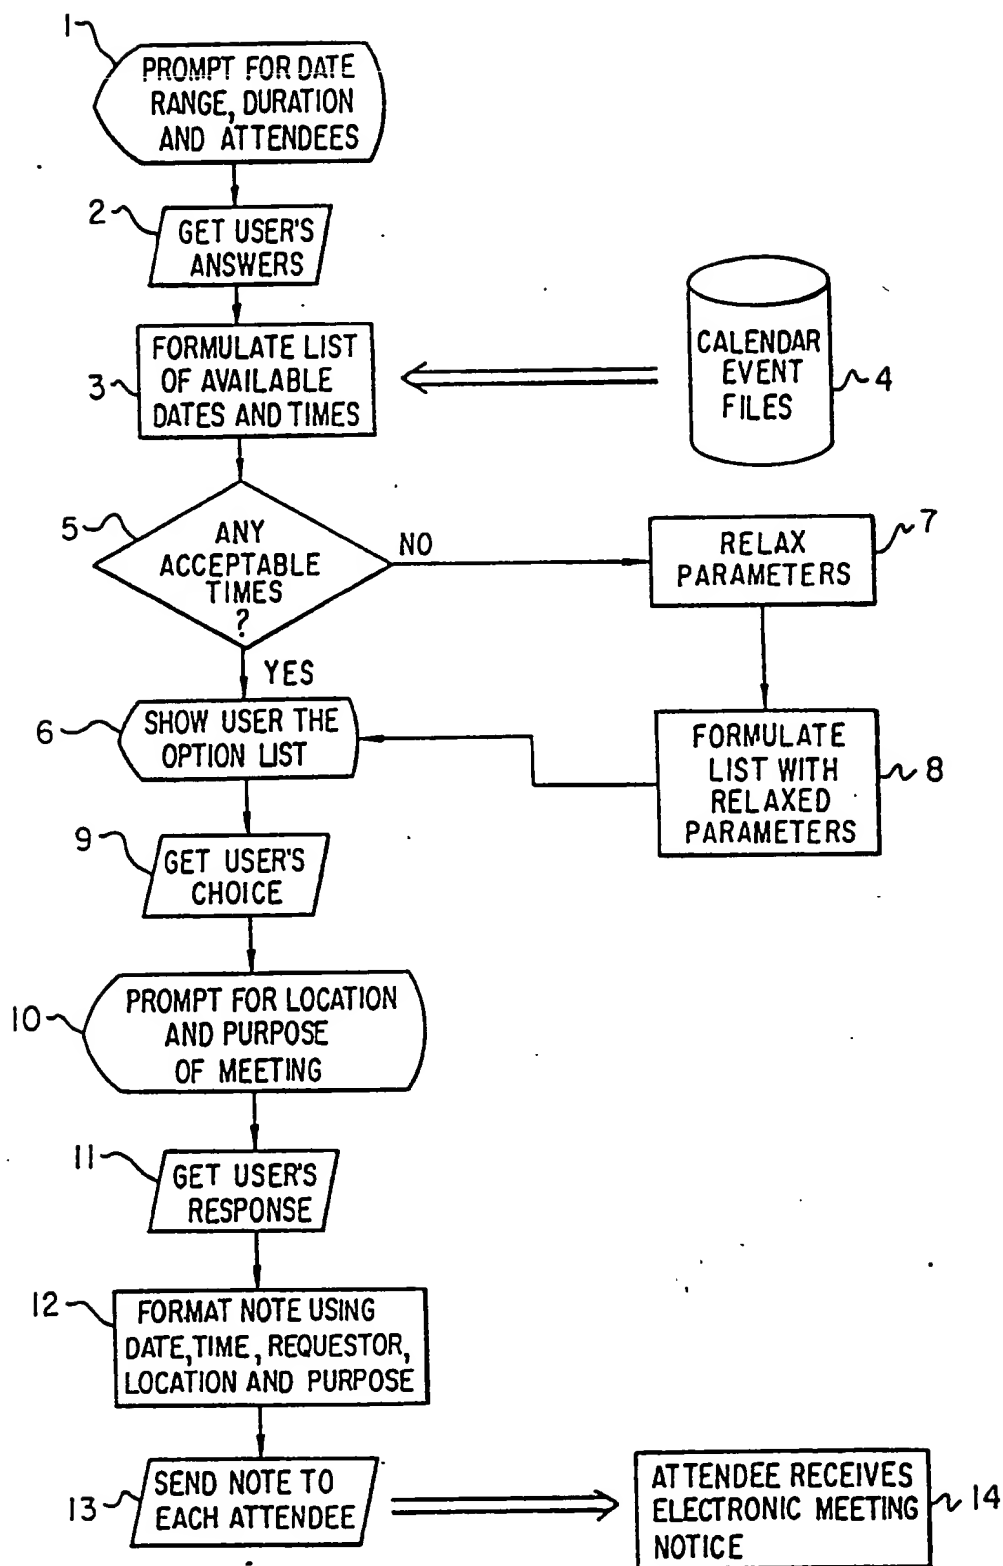 1
PROMPT FOR DATE
RANGE, DURATION
AND ATTENDEES
2
GET USER'S
ANSWERS
3
FORMULATE LIST
OF AVAILABLE
DATES AND TIMES
CALENDAR
EVENT
FILES
4
5
ANY
ACCEPTABLE
TIMES
?
NO
YES
RELAX
PARAMETERS
7
6
SHOW USER THE
OPTION LIST
FORMULATE
LIST WITH
RELAXED
PARAMETERS
8
9
GET USER'S
CHOICE
10
PROMPT FOR LOCATION
AND PURPOSE
OF MEETING
11
GET USER'S
RESPONSE
12
FORMAT NOTE USING
DATE, TIME, REQUESTOR,
LOCATION AND PURPOSE
13
SEND NOTE TO
EACH ATTENDEE
ATTENDEE RECEIVES
ELECTRONIC MEETING
NOTICE
14